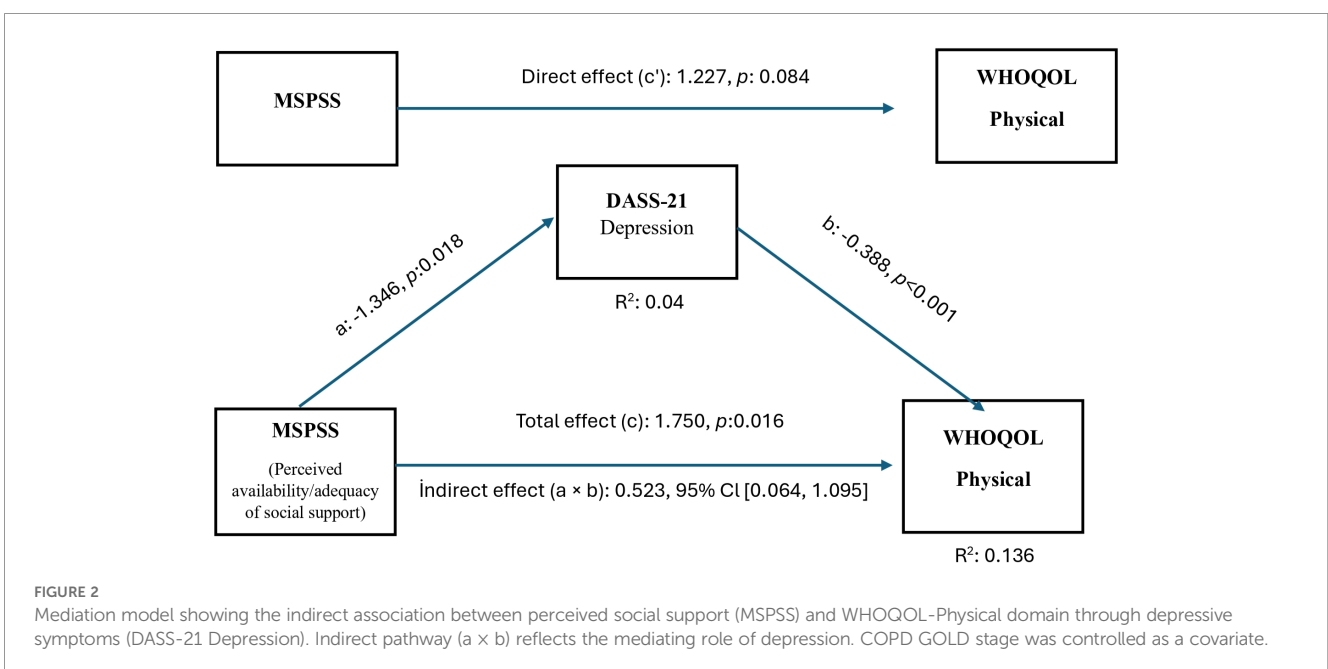 MSPSS
Direct effect (c'): 1.227, p: 0.084
WHOQOL
Physical
DASS-21
Depression
R²: 0.04
a: -1.346, p:0.018
b: -0.388, p<0.001
MSPSS
(Perceived
availability/adequacy
of social support)
Total effect (c): 1.750, p:0.016
İndirect effect (a × b): 0.523, 95% Cl [0.064, 1.095]
WHOQOL
Physical
R²: 0.136
FIGURE 2
Mediation model showing the indirect association between perceived social support (MSPSS) and WHOQOL-Physical domain through depressive
symptoms (DASS-21 Depression). Indirect pathway (a × b) reflects the mediating role of depression. COPD GOLD stage was controlled as a covariate.